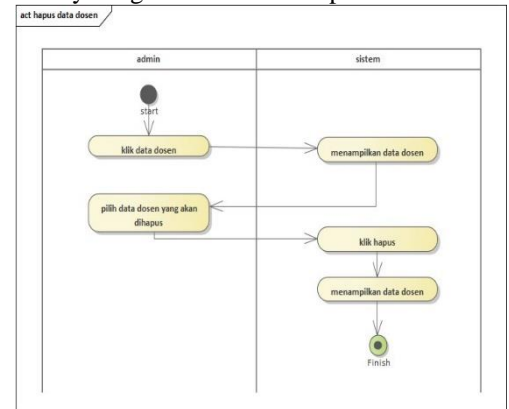 act hapus data dosen
admin
sistem
start
klik data dosen
menampilkan data dosen
pilih data dosen yang akan
dihapus
klik hapus
menampilkan data dosen
Finish